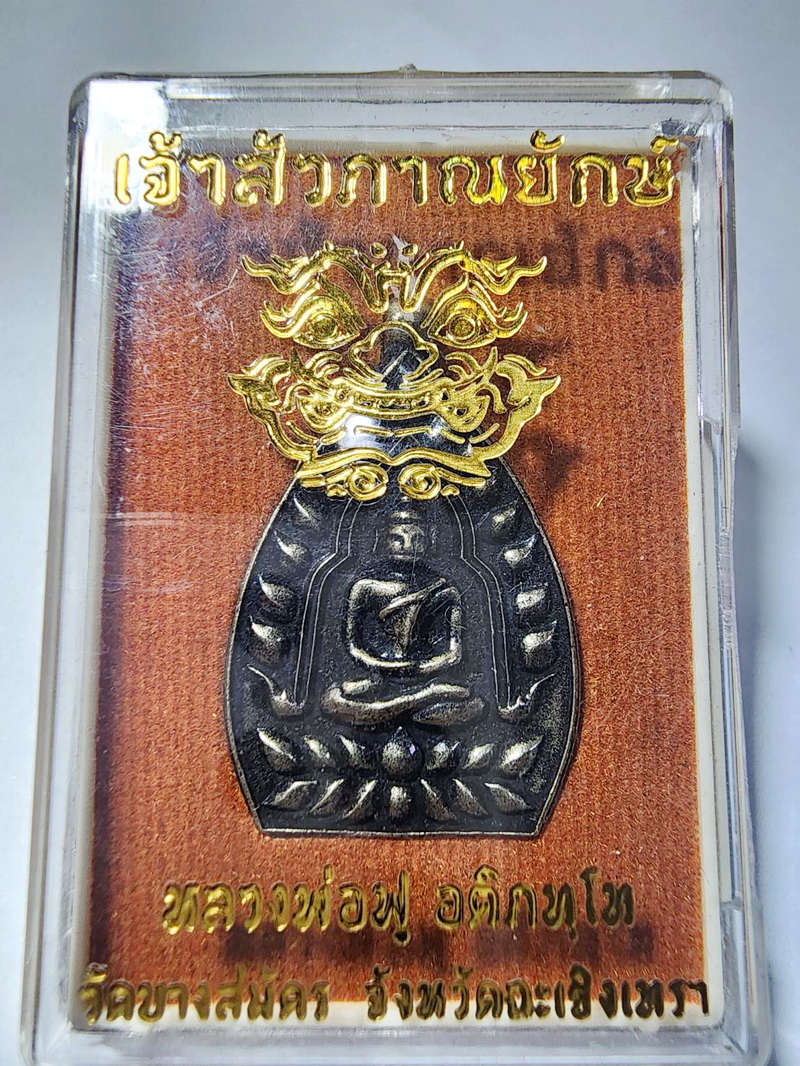 เจ้าสัวภาณยักษ์
หลวงพ่อฟู อติภทฺโท
วัดบางสมัคร จังหวัดฉะเชิงเทรา